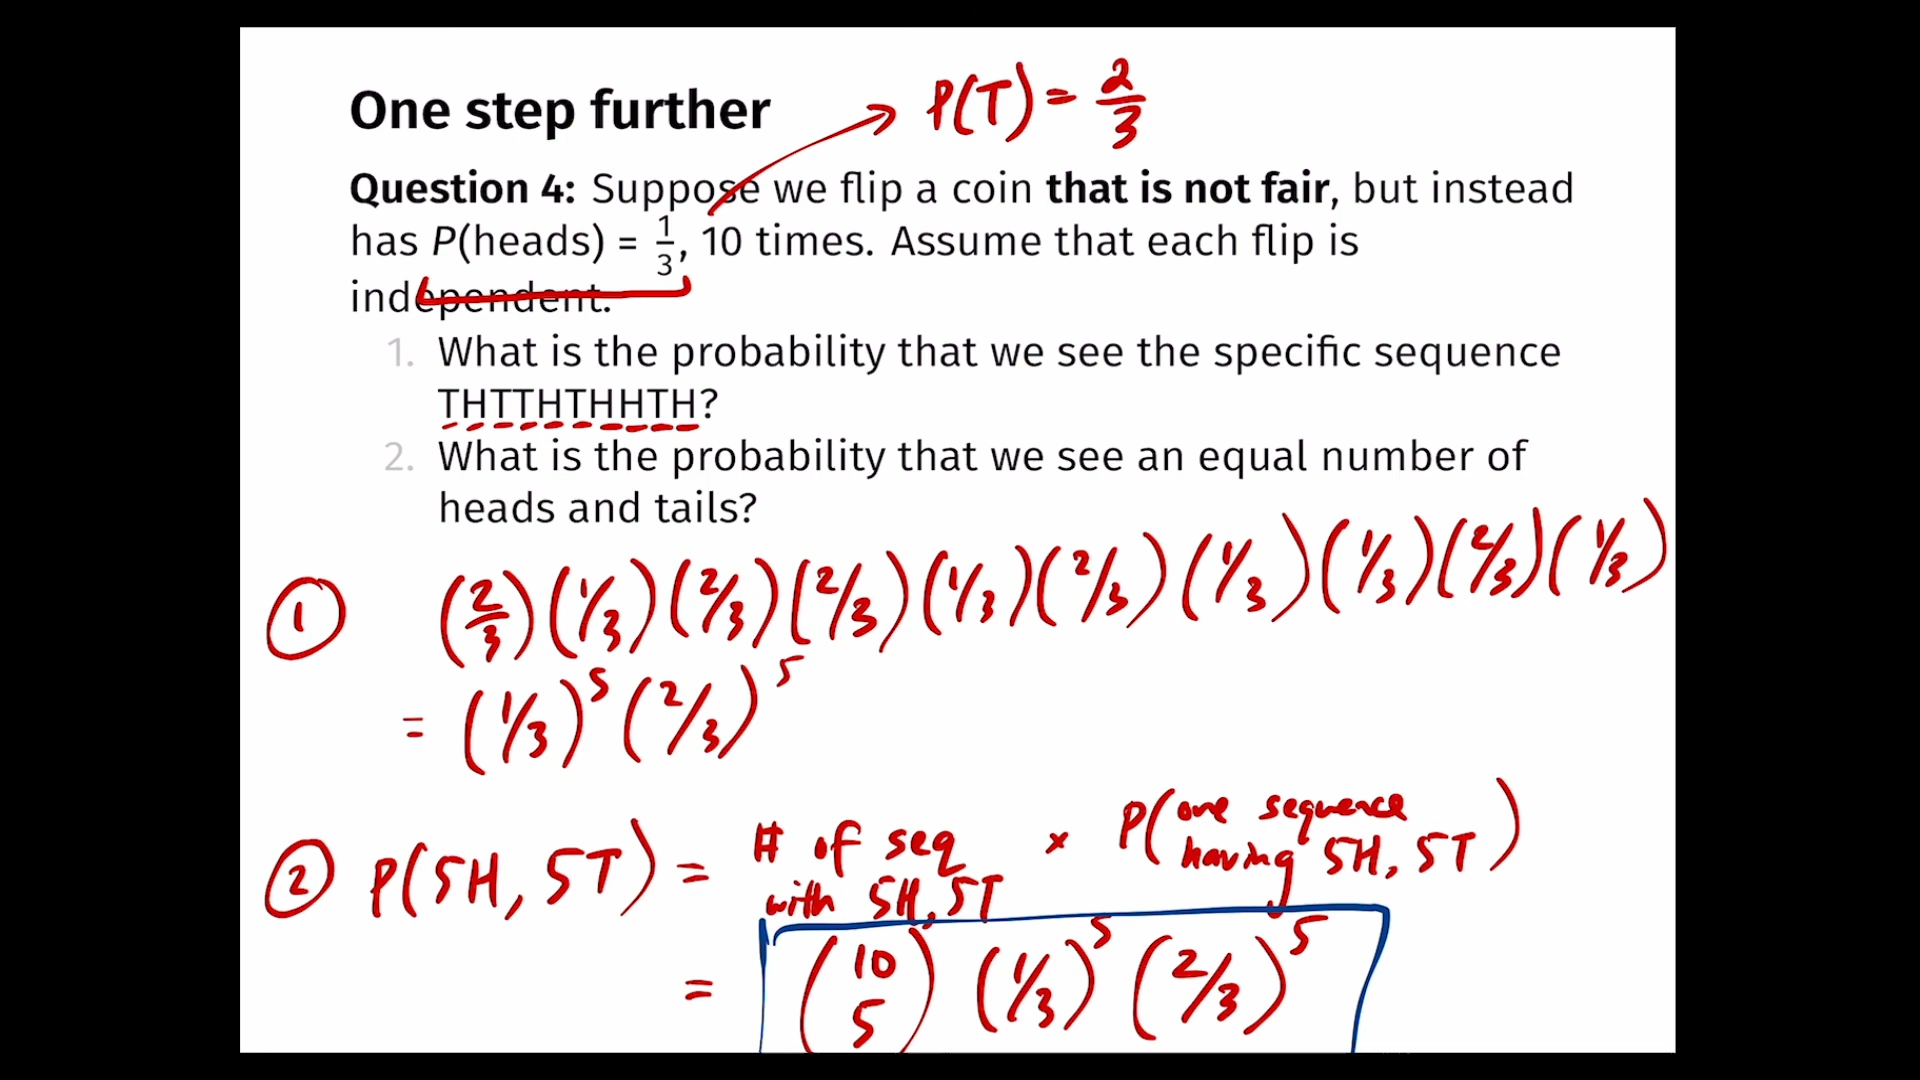 One step further
P(T) = 2/3
Question 4: Suppose we flip a coin that is not fair, but instead
has P(heads) = 1/3, 10 times. Assume that each flip is
independent.
1. What is the probability that we see the specific sequence
THTTHTHHTH?
2. What is the probability that we see an equal number of
heads and tails?
① (2/3)(1/3)(2/3)(2/3)(1/3)(2/3)(1/3)(1/3)(2/3)(1/3)
= (1/3)^5 (2/3)^5
② P(5H, 5T) = # of seq with 5H, 5T × P(one sequence having 5H, 5T)
= (10 5) (1/3)^5 (2/3)^5